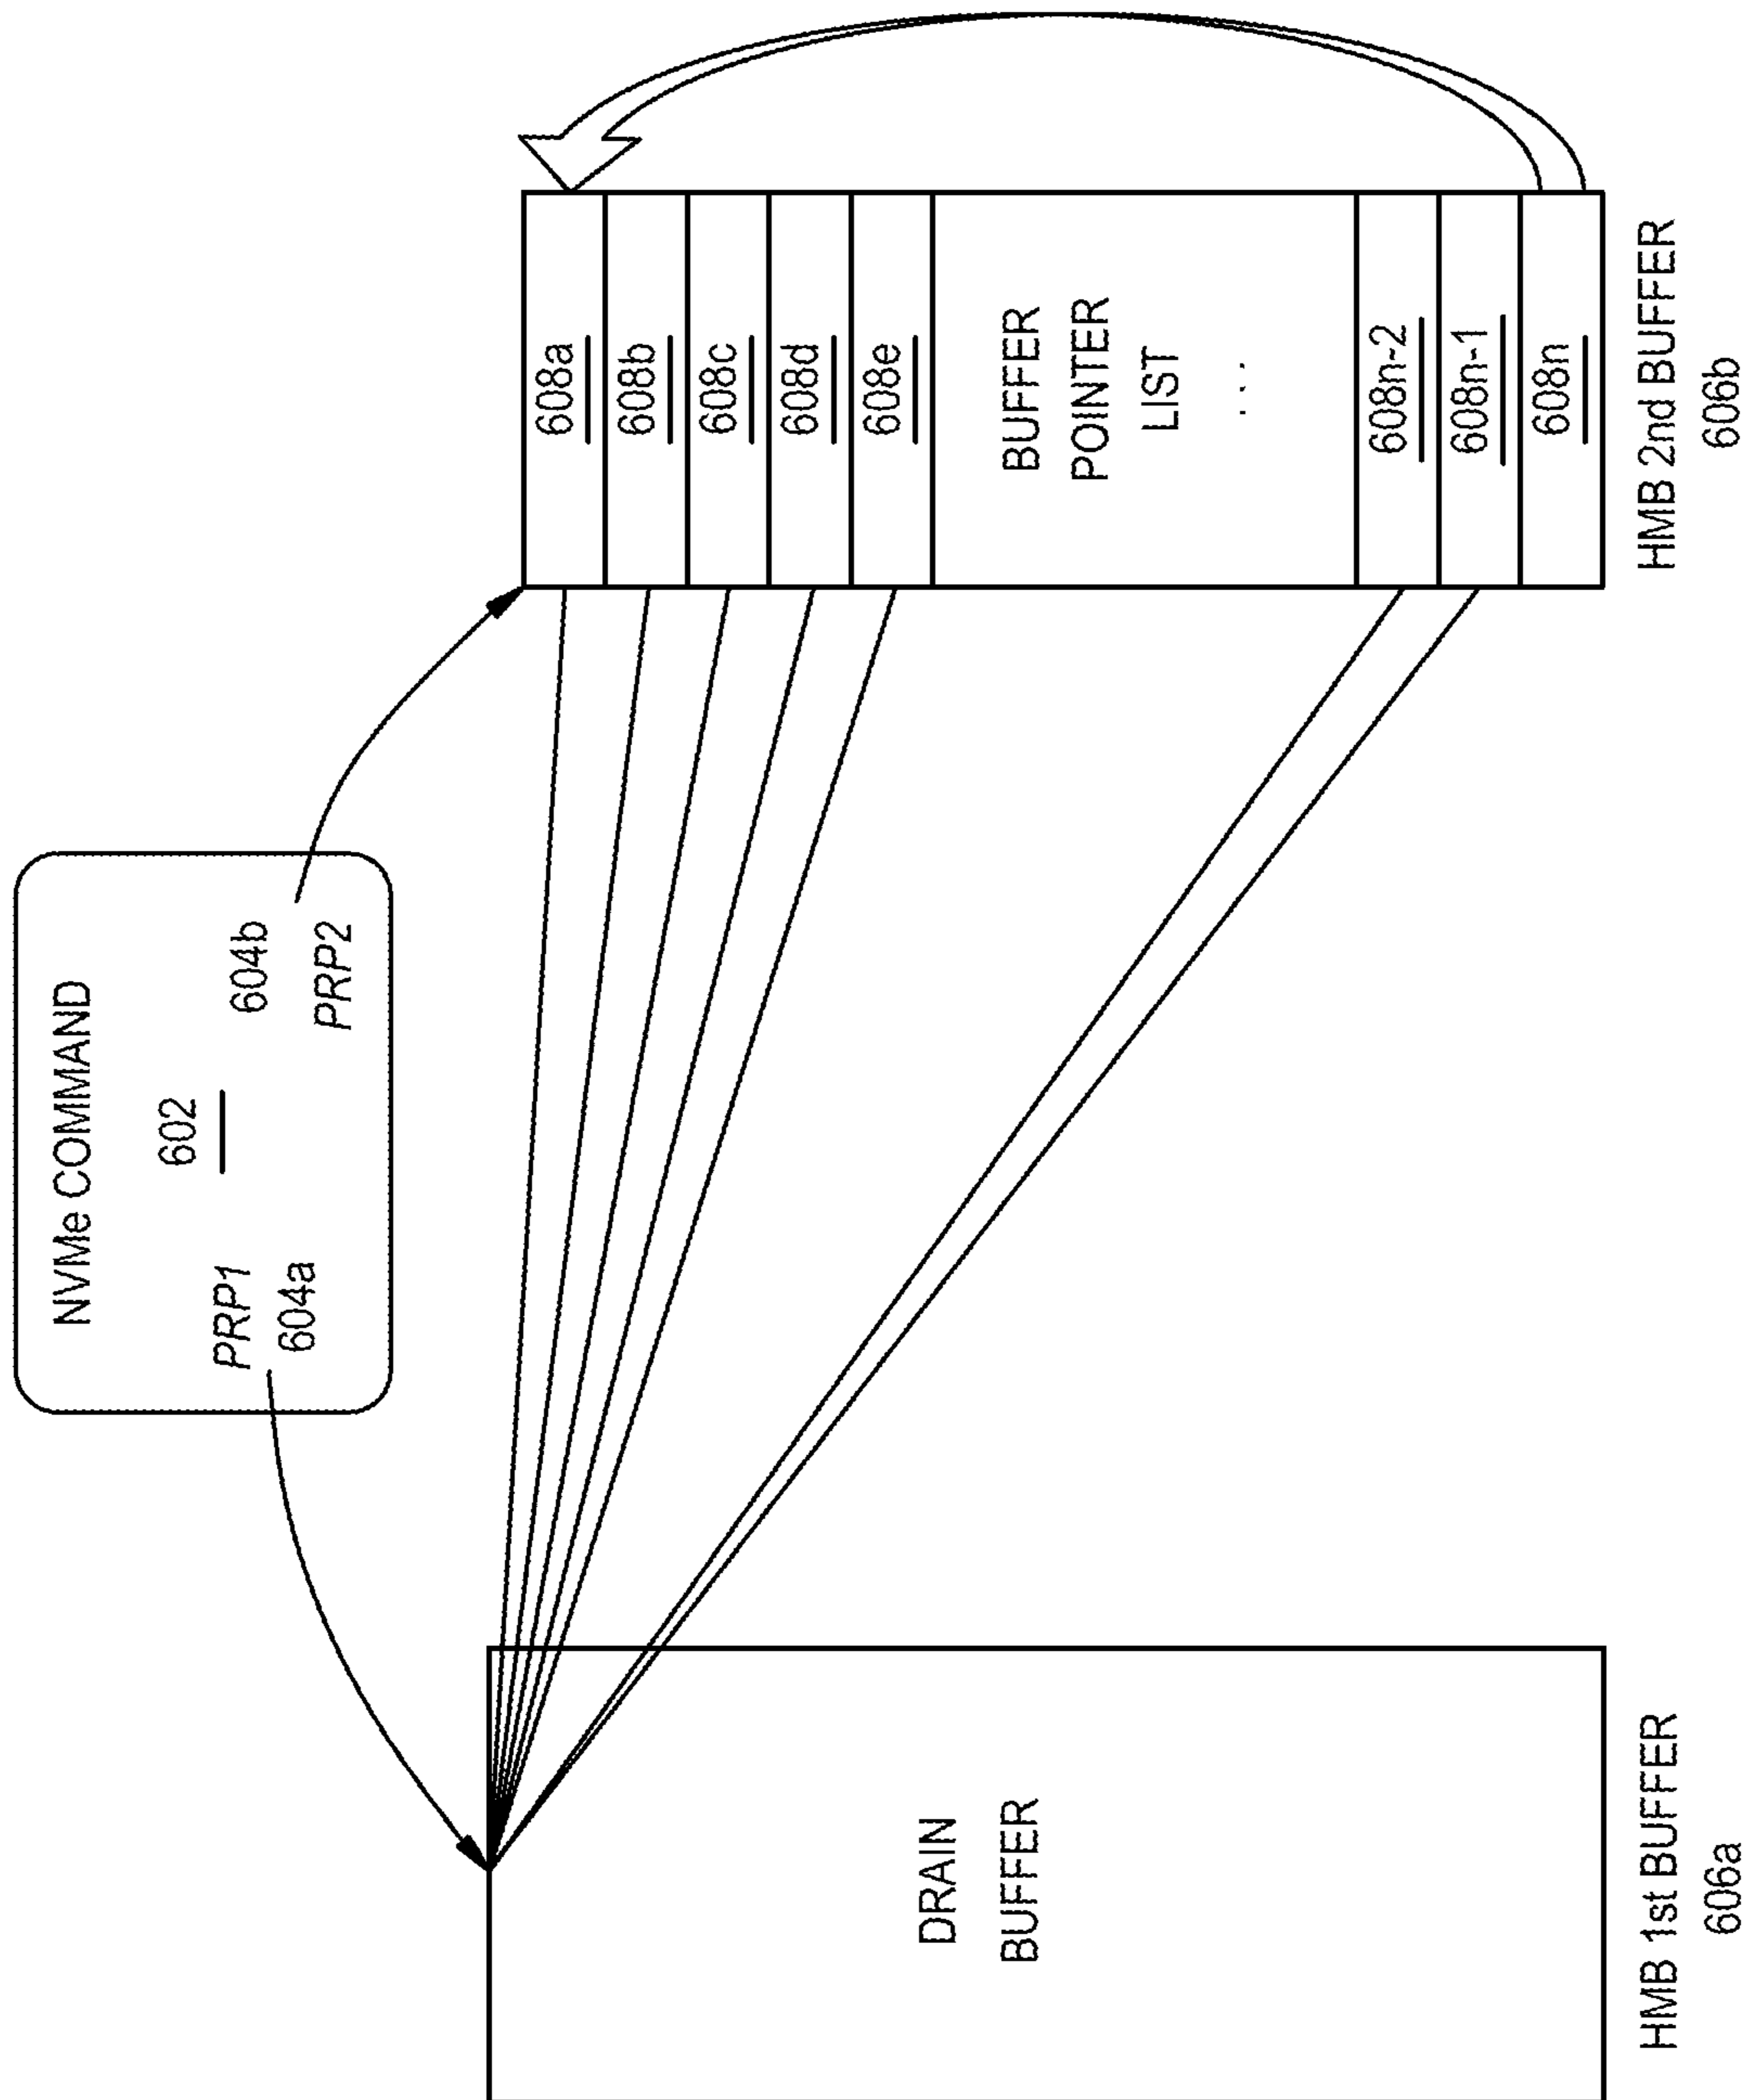 NVMe COMMAND
602
PRP1
604a
604b
PRP2
DRAIN
BUFFER
HMB 1st BUFFER
606a
608a
608b
608c
608d
608e
BUFFER
POINTER
LIST
...
608n-2
608n-1
608n
HMB 2nd BUFFER
606b